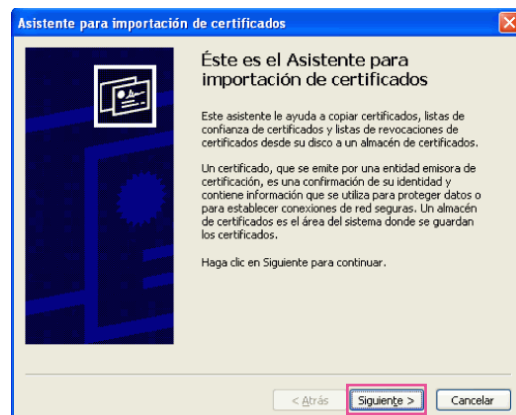 Asistente para importación de certificados
Éste es el Asistente para
importación de certificados
Este asistente le ayuda a copiar certificados, listas de
confianza de certificados y listas de revocaciones de
certificados desde su disco a un almacén de certificados.
Un certificado, que se emite por una entidad emisora de
certificación, es una confirmación de su identidad y
contiene información que se utiliza para proteger datos o
para establecer conexiones de red seguras. Un almacén
de certificados es el área del sistema donde se guardan
los certificados.
Haga clic en Siguiente para continuar.
< Atrás Siguiente > Cancelar